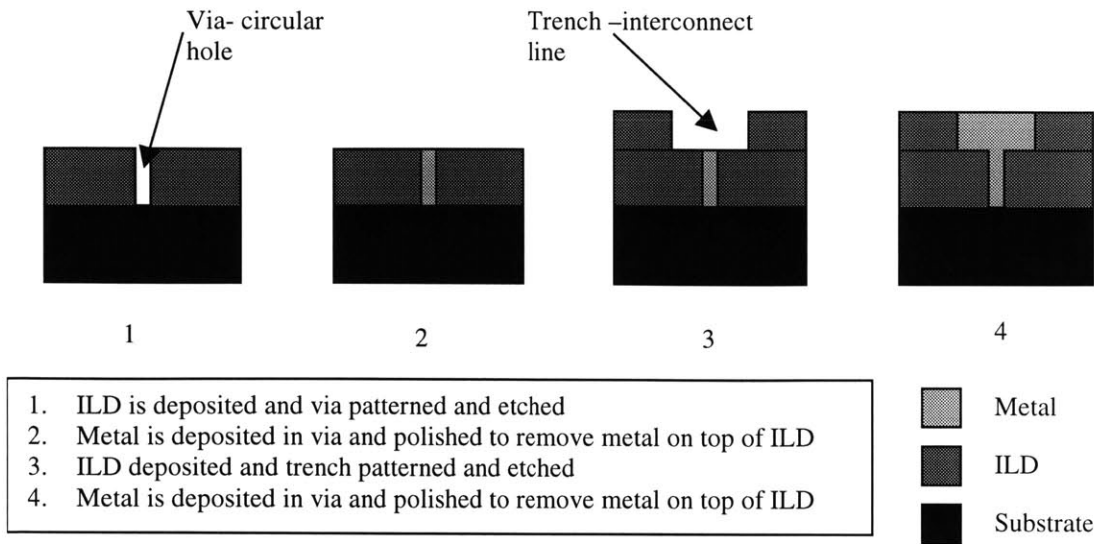 Via- circular
hole
Trench –interconnect
line
1
2
3
4
1. ILD is deposited and via patterned and etched
2. Metal is deposited in via and polished to remove metal on top of ILD
3. ILD deposited and trench patterned and etched
4. Metal is deposited in via and polished to remove metal on top of ILD
Metal
ILD
Substrate